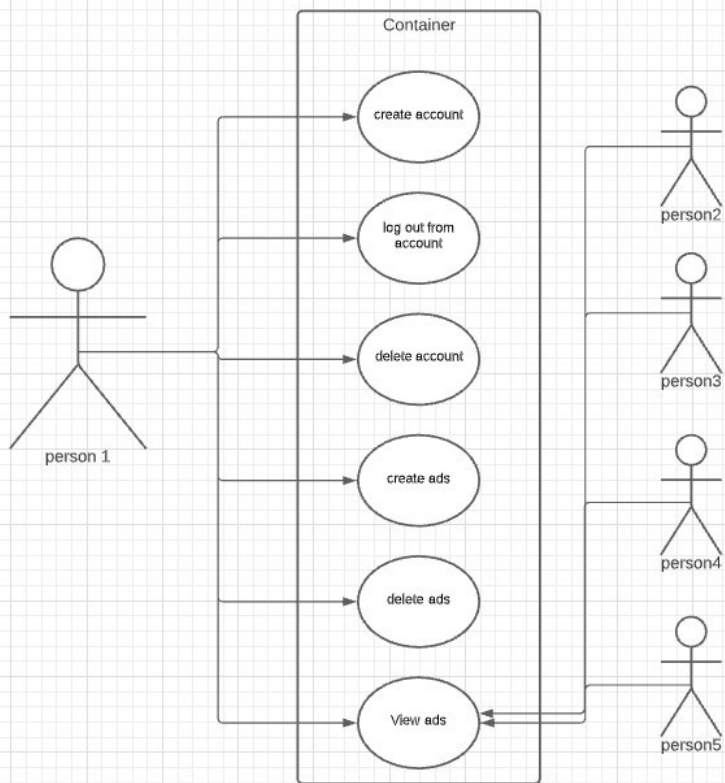 Container
create account
log out from
account
delete account
create ads
delete ads
View ads
person 1
person2
person3
person4
person5